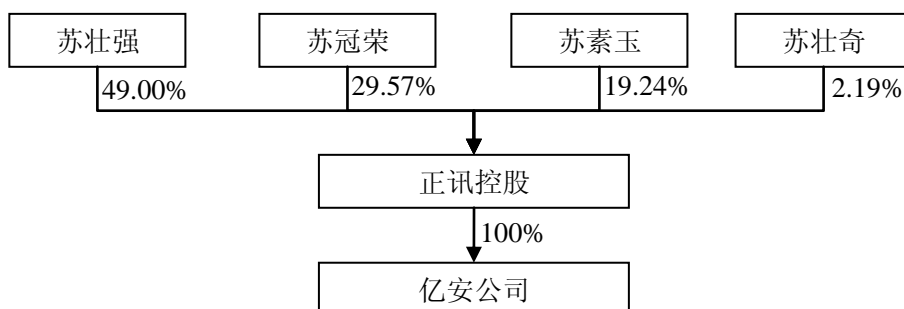 苏壮强 苏冠荣 苏素玉 苏壮奇
49.00% 29.57% 19.24% 2.19%
正讯控股
100%
亿安公司